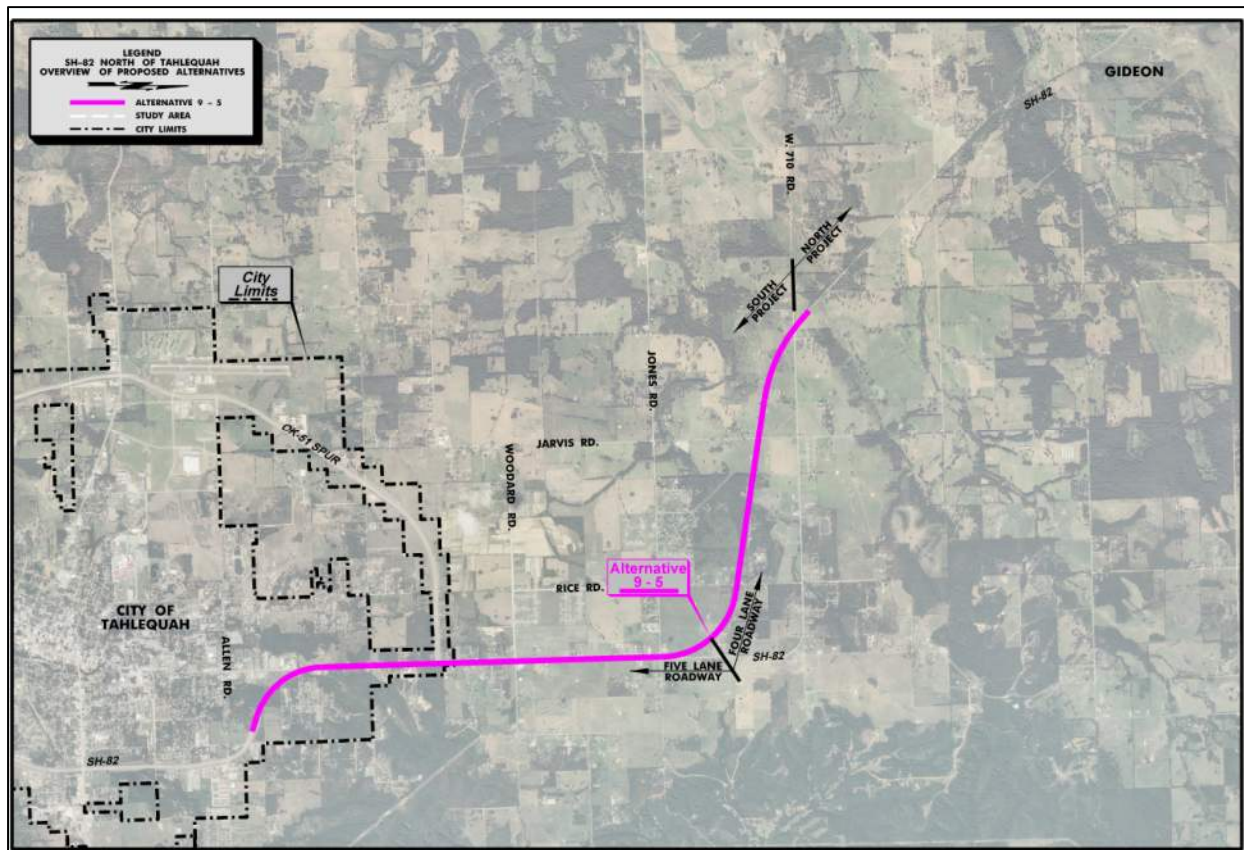 LEGEND
SH-82 NORTH OF TAHLEQUAH
OVERVIEW OF PROPOSED ALTERNATIVES
ALTERNATIVE 9 - 5
STUDY AREA
CITY LIMITS
GIDEON
SH-82
W. 710 RD.
NORTH
PROJECT
SOUTH
PROJECT
City
Limits
JONES RD.
OK-51 SPUR
JARVIS RD.
WOODARD RD.
Alternative
9 - 5
RICE RD.
CITY OF
TAHLEQUAH
ALLEN RD.
FOUR LANE
ROADWAY
SH-82
FIVE LANE
ROADWAY
SH-82